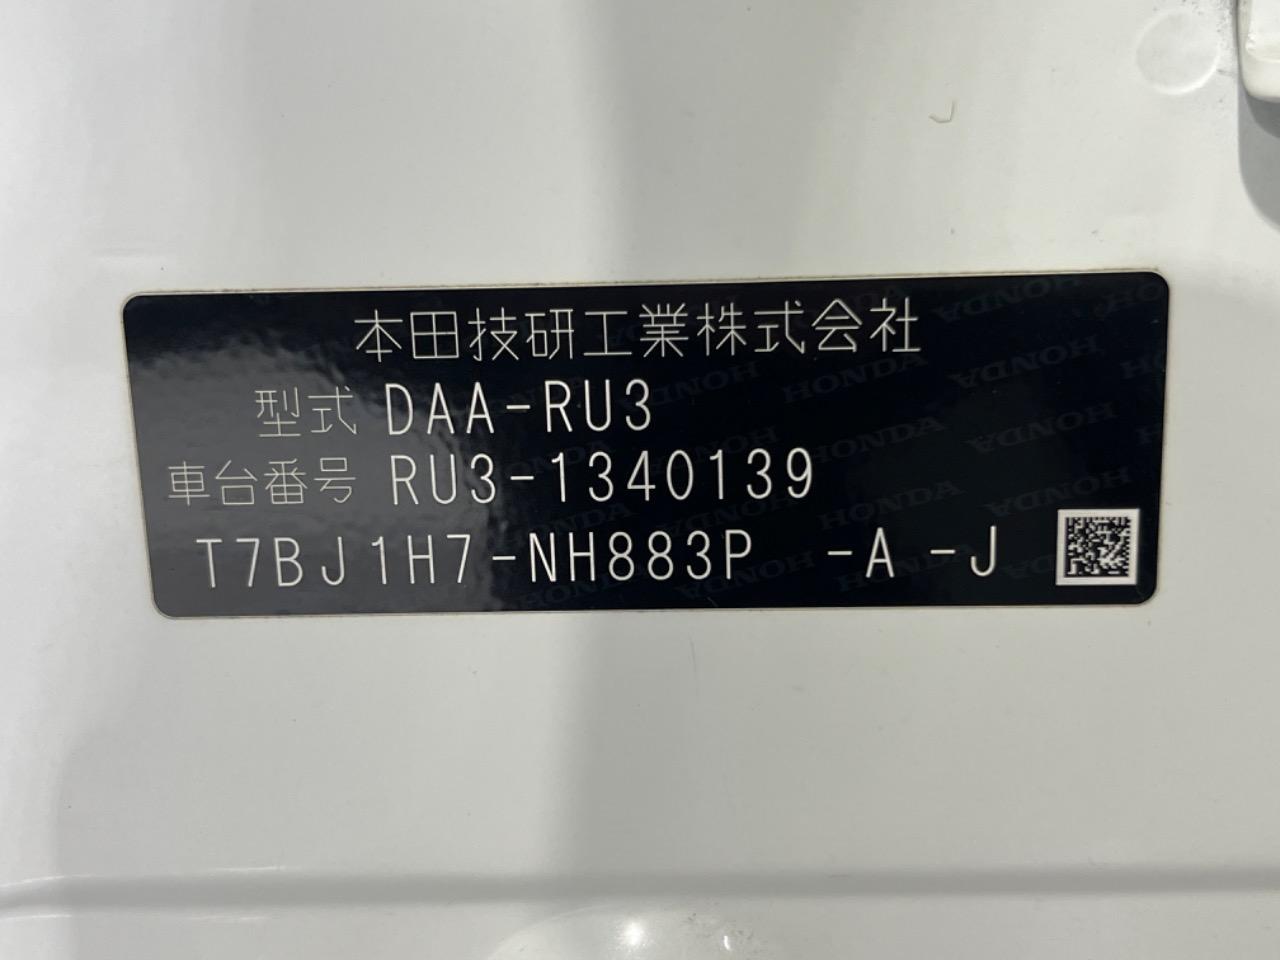 本田技研工業株式会社
型式 DAA-RU3
車台番号 RU3-1340139
T7BJ1H7-NH883P -A -J